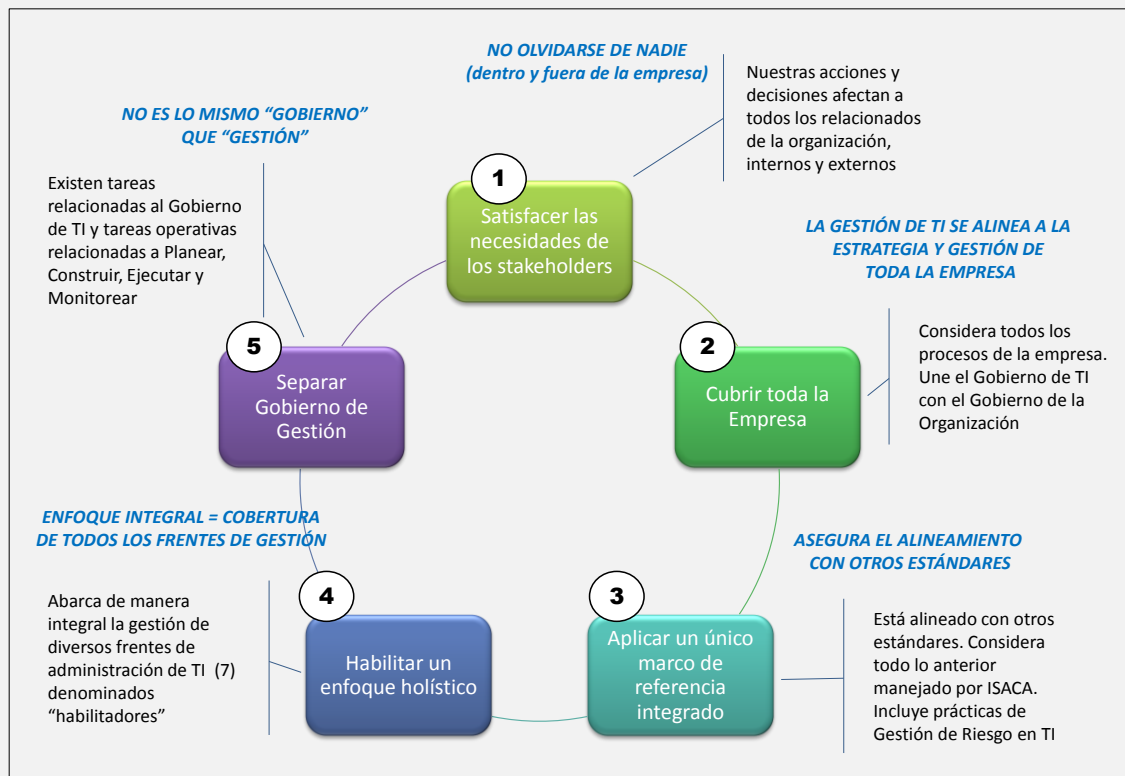 NO OLVIDARSE DE NADIE
(dentro y fuera de la empresa)
Nuestras acciones y
decisiones afectan a
todos los relacionados
de la organización,
internos y externos
1
Satisfacer las
necesidades de
los stakeholders
LA GESTIÓN DE TI SE ALINEA A LA
ESTRATEGIA Y GESTIÓN DE
TODA LA EMPRESA
Considera todos los
procesos de la empresa.
Une el Gobierno de TI
con el Gobierno de la
Organización
2
Cubrir toda la
Empresa
ASEGURA EL ALINEAMIENTO
CON OTROS ESTÁNDARES
Está alineado con otros
estándares. Considera
todo lo anterior
manejado por ISACA.
Incluye prácticas de
Gestión de Riesgo en TI
3
Aplicar un único
marco de
referencia
integrado
ENFOQUE INTEGRAL = COBERTURA
DE TODOS LOS FRENTES DE GESTIÓN
Abarca de manera
integral la gestión de
diversos frentes de
administración de TI (7)
denominados
“habilitadores”
4
Habilitar un
enfoque holístico
NO ES LO MISMO “GOBIERNO”
QUE “GESTIÓN”
Existen tareas
relacionadas al Gobierno
de TI y tareas operativas
relacionadas a Planear,
Construir, Ejecutar y
Monitorear
5
Separar
Gobierno de
Gestión